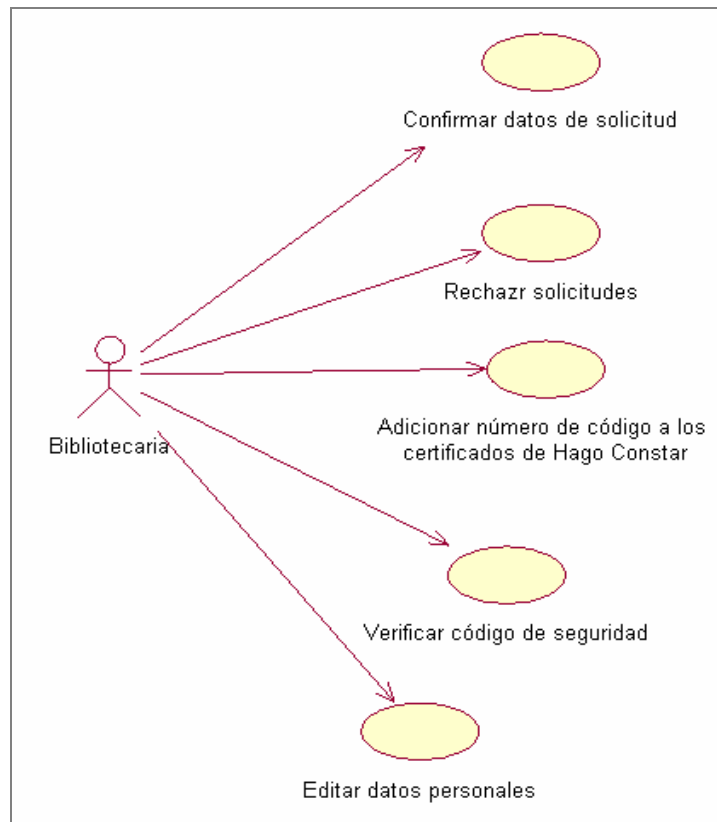 Confirmar datos de solicitud
Rechazr solicitudes
Adicionar número de código a los
certificados de Hago Constar
Bibliotecaria
Verificar código de seguridad
Editar datos personales